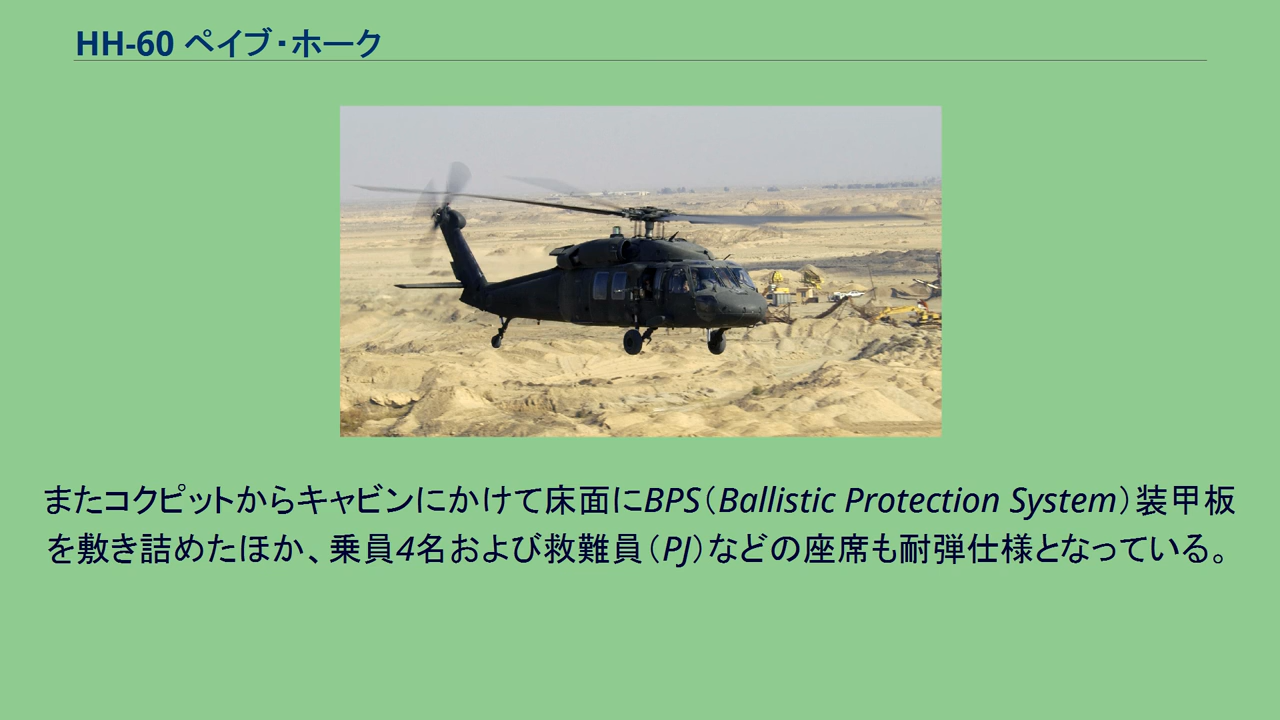 HH-60 ペイブ・ホーク
またコクピットからキャビンにかけて床面にBPS（Ballistic Protection System）装甲板
を敷き詰めたほか、乗員4名および救難員（PJ）などの座席も耐弾仕様となっている。